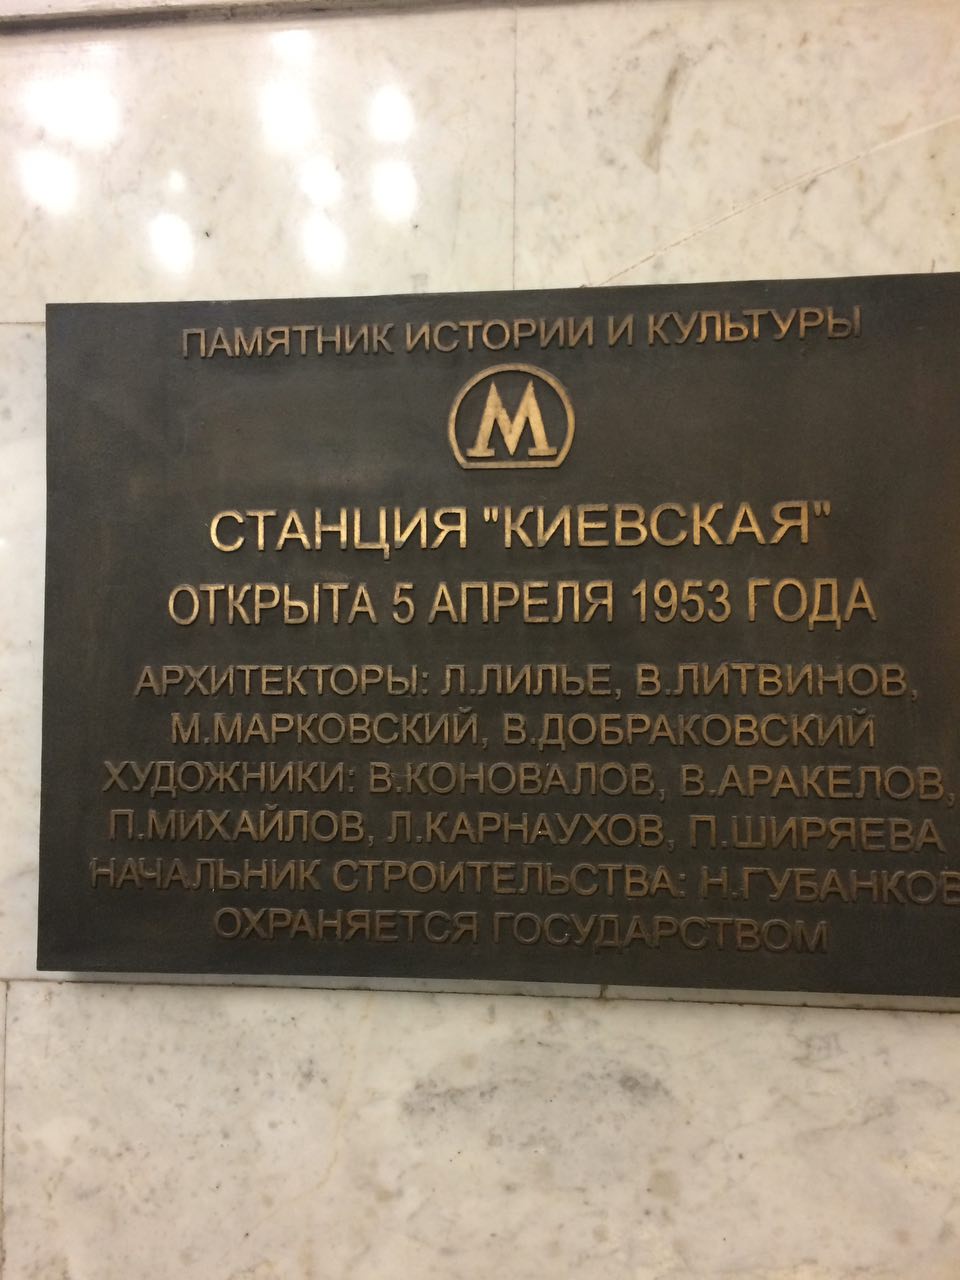 ПАМЯТНИК ИСТОРИИ И КУЛЬТУРЫ
М
СТАНЦИЯ "КИЕВСКАЯ"
ОТКРЫТА 5 АПРЕЛЯ 1953 ГОДА
АРХИТЕКТОРЫ: Л.ЛИЛЬЕ, В.ЛИТВИНОВ,
М.МАРКОВСКИЙ, В.ДОБРАКОВСКИЙ
ХУДОЖНИКИ: В.КОНОВАЛОВ, В.АРАКЕЛОВ,
П.МИХАЙЛОВ, Л.КАРНАУХОВ, П.ШИРЯЕВА
НАЧАЛЬНИК СТРОИТЕЛЬСТВА: Н.ГУБАНКОВ
ОХРАНЯЕТСЯ ГОСУДАРСТВОМ